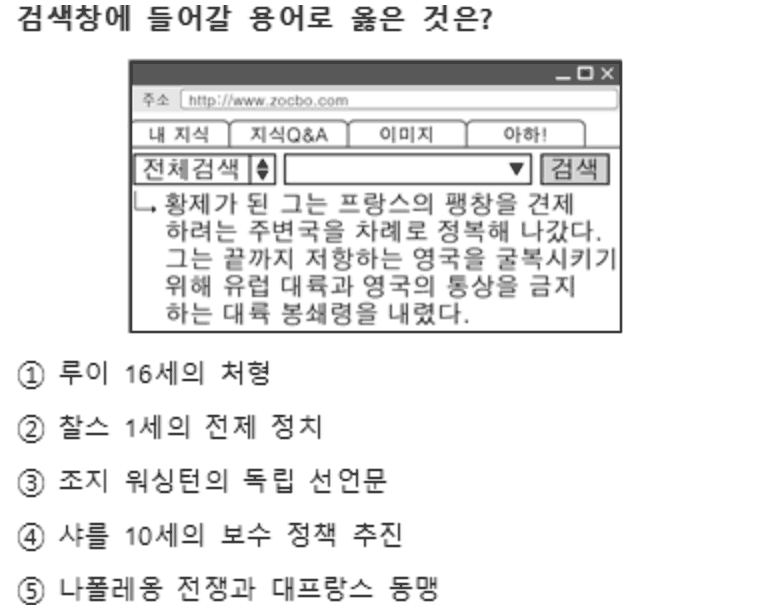 검색창에 들어갈 용어로 옳은 것은?
주소 http://www.zocbo.com
내 지식 지식Q&A 이미지 아하!
전체검색 검색
황제가 된 그는 프랑스의 팽창을 견제
하려는 주변국을 차례로 정복해 나갔다.
그는 끝까지 저항하는 영국을 굴복시키기
위해 유럽 대륙과 영국의 통상을 금지
하는 대륙 봉쇄령을 내렸다.
① 루이 16세의 처형
② 찰스 1세의 전제 정치
③ 조지 워싱턴의 독립 선언문
④ 샤를 10세의 보수 정책 추진
⑤ 나폴레옹 전쟁과 대프랑스 동맹